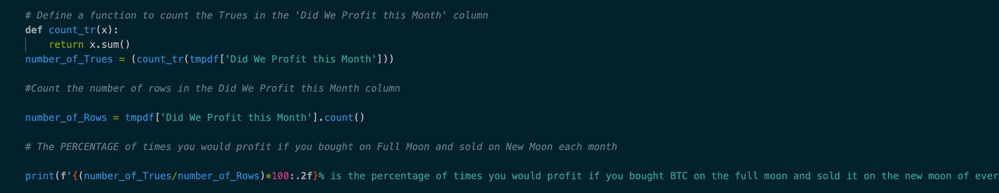 # Define a function to count the Trues in the 'Did We Profit this Month' column
def count_tr(x):
    return x.sum()
number_of_Trues = (count_tr(tmpdf['Did We Profit this Month']))
#Count the number of rows in the Did We Profit this Month column
number_of_Rows = tmpdf['Did We Profit this Month'].count()
# The PERCENTAGE of times you would profit if you bought on Full Moon and sold on New Moon each month
print(f'{(number_of_Trues/number_of_Rows)*100:.2f}% is the percentage of times you would profit if you bought BTC on the full moon and sold it on the new moon of ever